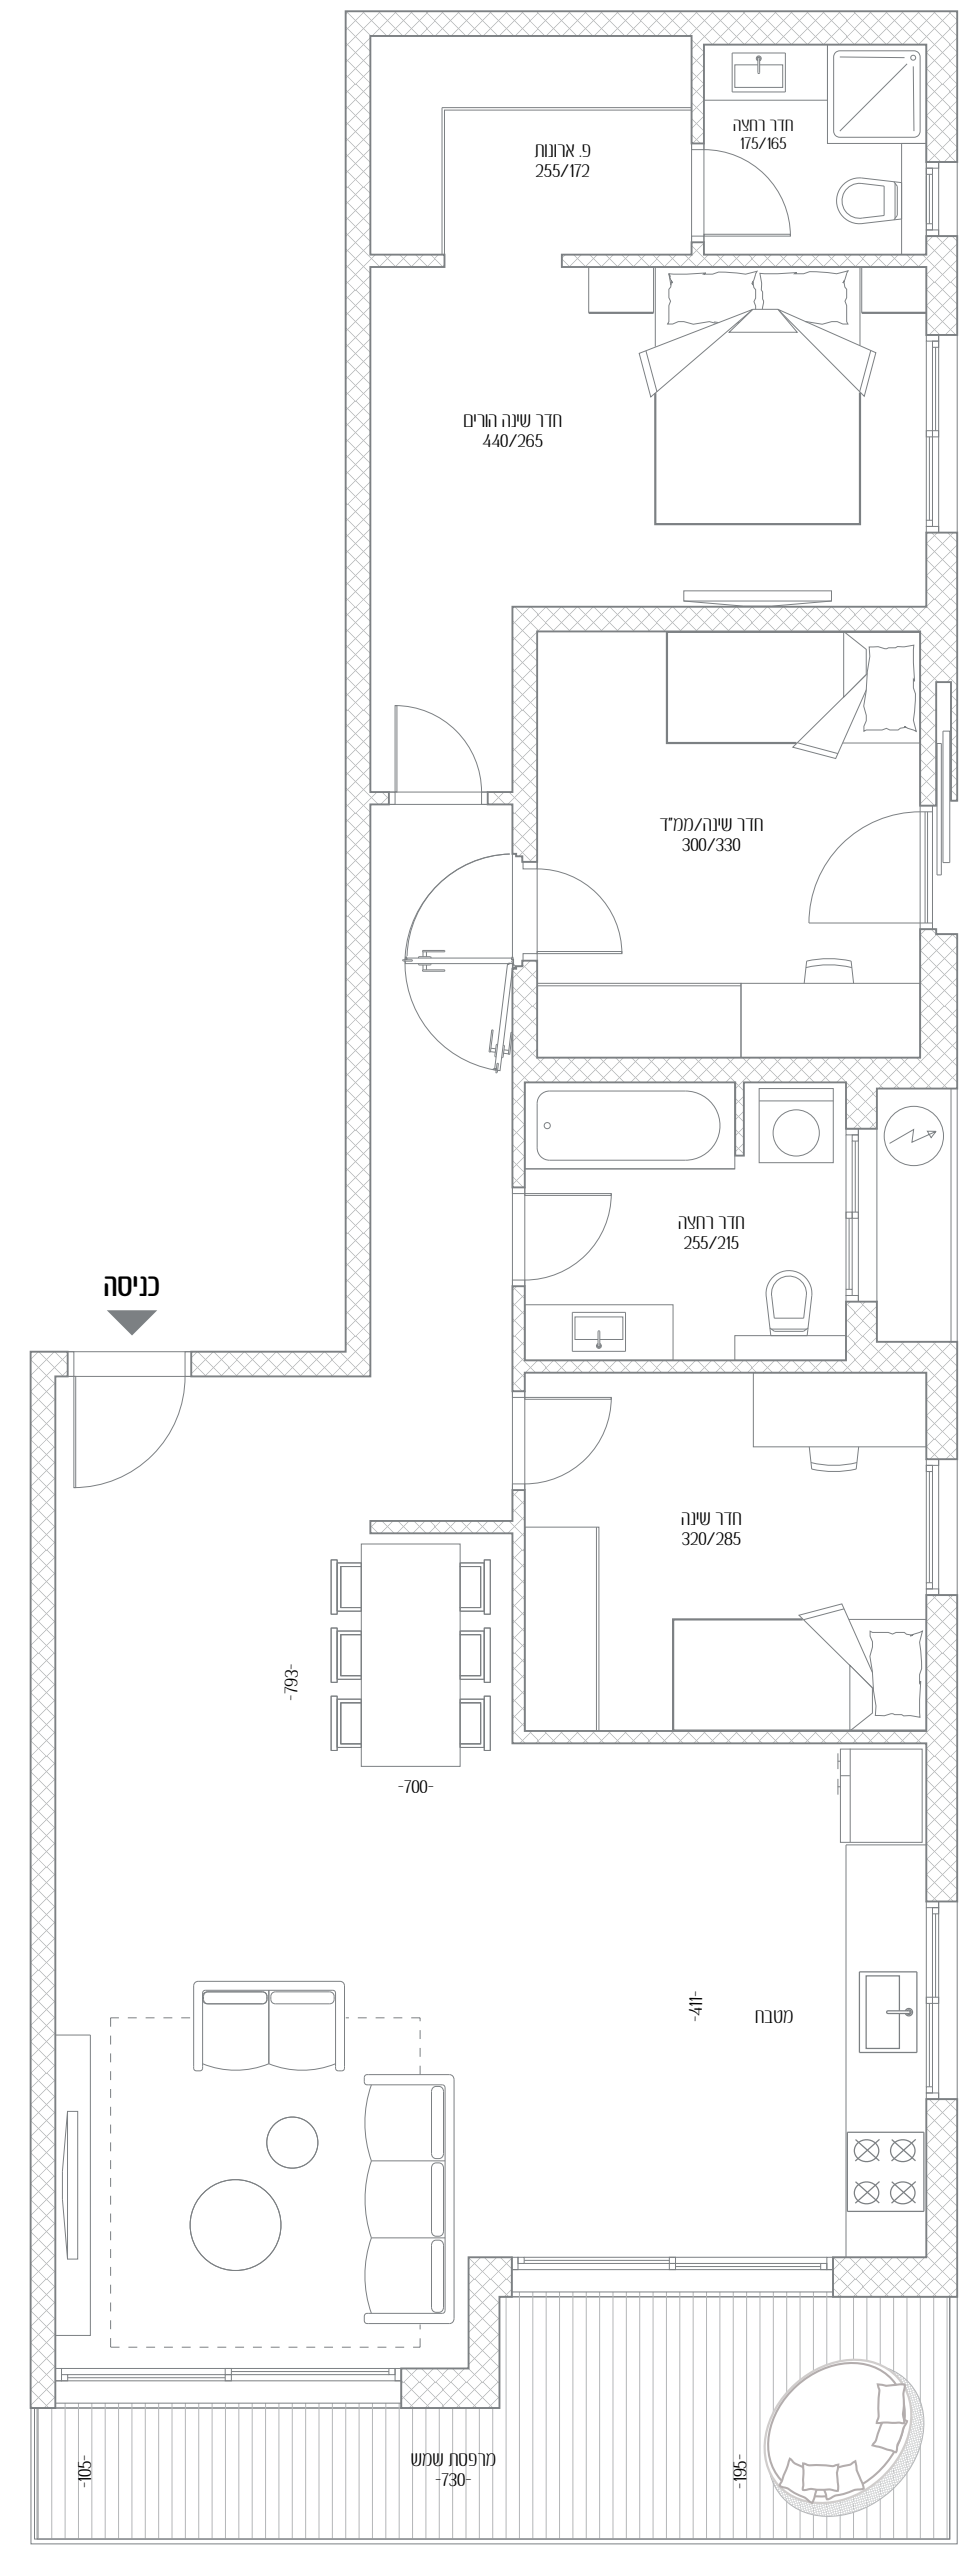 חדר רחצה
175/165
פ. ארונות
255/172
חדר שינה הורים
440/265
חדר שינה/ממ"ד
300/330
חדר רחצה
255/215
כניסה
חדר שינה
320/285
-793-
-700-
-411-
מטבח
מרפסת שמש
-730-
-105-
-195-